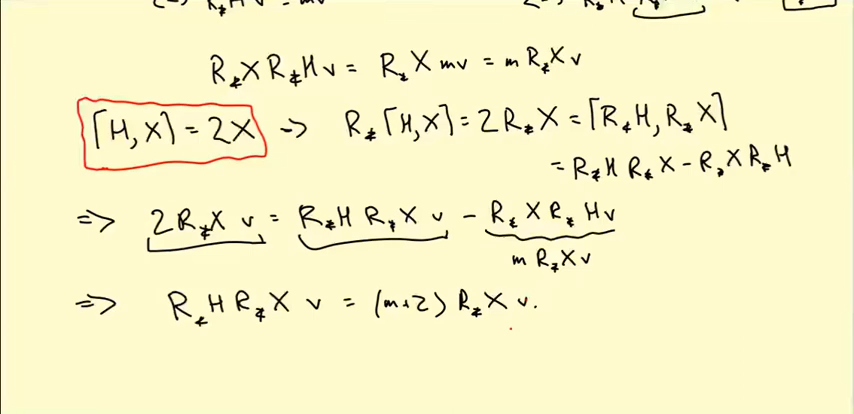 R_*X R_*H v = R_*X mv = m R_*X v
[H, X] = 2X => R_*[H, X] = 2R_*X = [R_*H, R_*X]
= R_*H R_*X - R_*X R_*H
=> 2R_*X v = R_*H R_*X v - R_*X R_*H v
m R_*X v
=> R_*H R_*X v = (m+2) R_*X v.